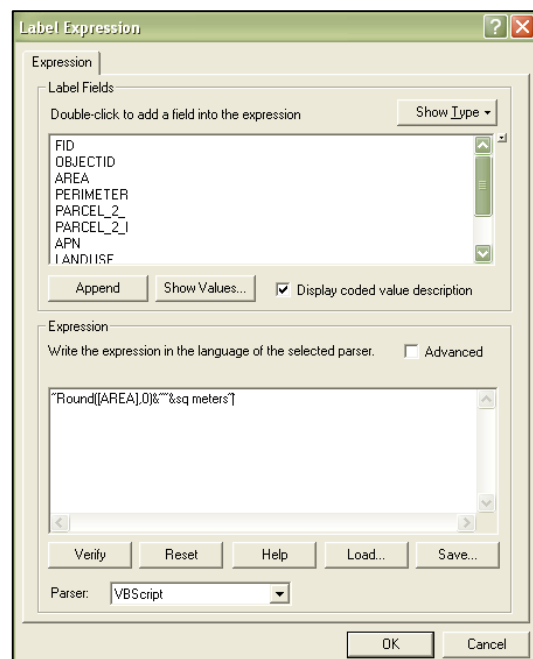 Label Expression
Expression
Label Fields
Double-click to add a field into the expression
Show Type
FID
OBJECTID
AREA
PERIMETER
PARCEL_2_
PARCEL_2_I
APN
LANDUSE
Append
Show Values...
Display coded value description
Expression
Write the expression in the language of the selected parser.
Advanced
"Round([AREA],0)&""&sq meters"
Verify
Reset
Help
Load...
Save...
Parser:
VBScript
OK
Cancel